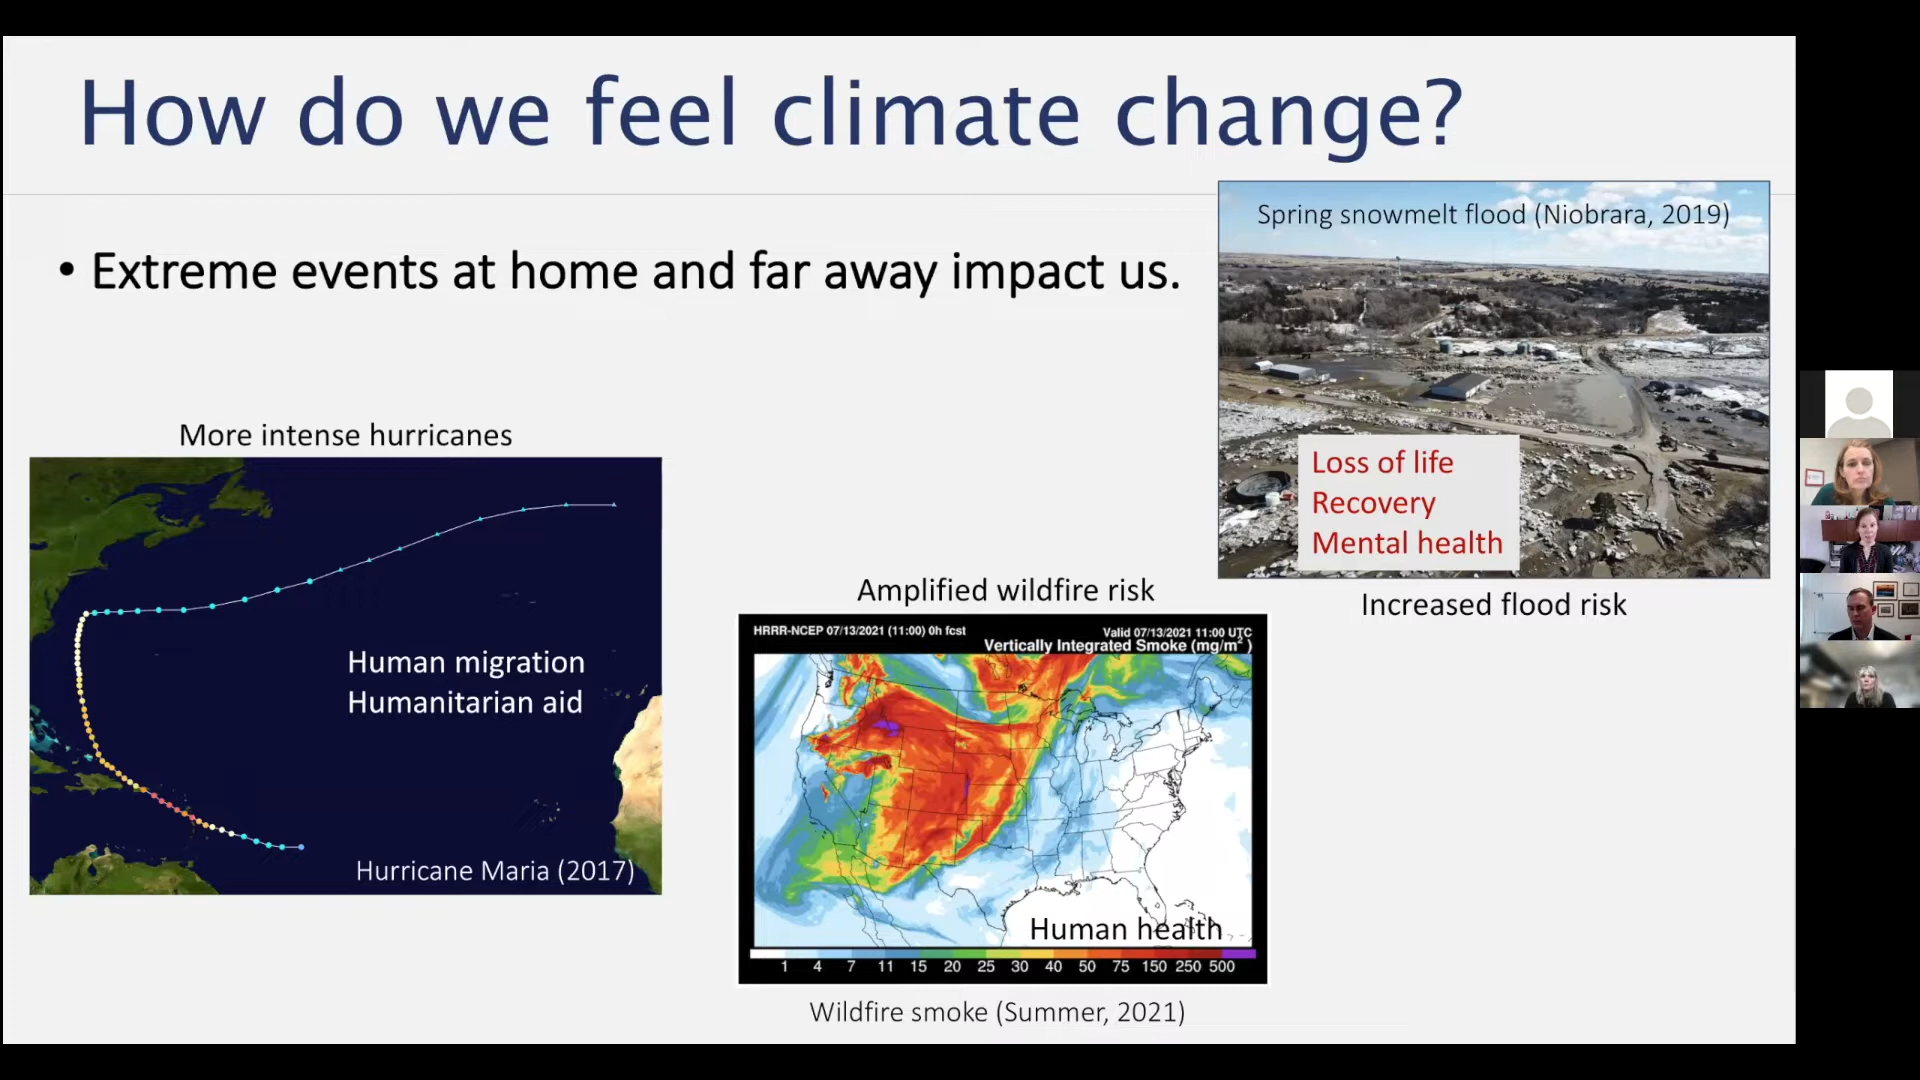 How do we feel climate change?
• Extreme events at home and far away impact us.
Spring snowmelt flood (Niobrara, 2019)
Loss of life
Recovery
Mental health
Increased flood risk
More intense hurricanes
Human migration
Humanitarian aid
Hurricane Maria (2017)
Amplified wildfire risk
HRRR-NCEP 07/13/2021 (11:00) 0h fcst
Valid 07/13/2021 11:00 UTC
Vertically Integrated Smoke (mg/m²)
Human health
1 4 7 11 15 20 25 30 40 50 75 150 250 500
Wildfire smoke (Summer, 2021)